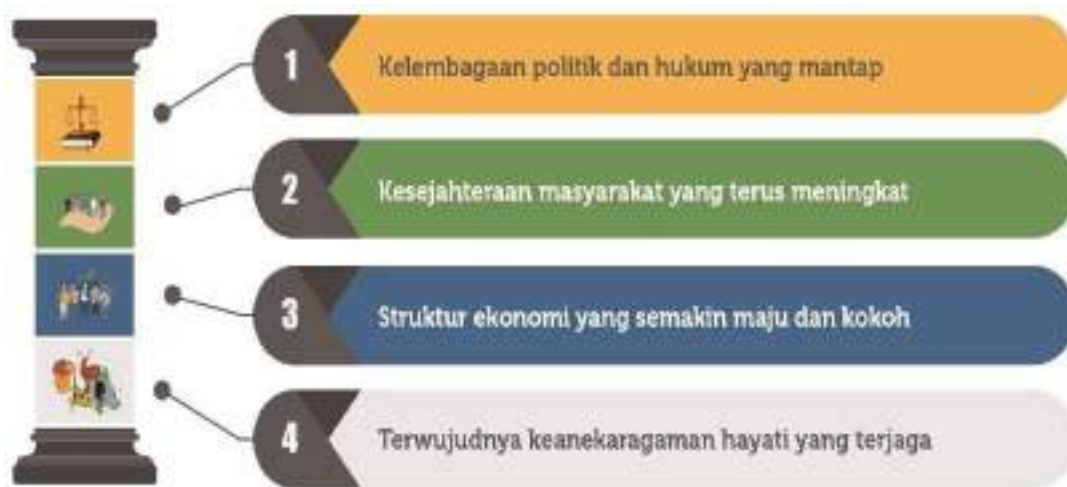 1
Kelembagaan politik dan hukum yang mantap
2
Kesejahteraan masyarakat yang terus meningkat
3
Struktur ekonomi yang semakin maju dan kokoh
4
Terwujudnya keanekaragaman hayati yang terjaga